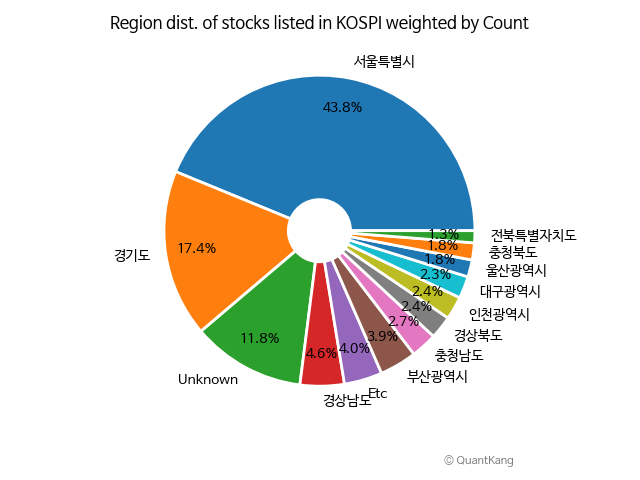 Region dist. of stocks listed in KOSPI weighted by Count
서울특별시
43.8%
경기도
17.4%
Unknown
11.8%
경상남도
4.6%
Etc
4.0%
부산광역시
3.9%
충청남도
2.7%
경상북도
2.4%
인천광역시
2.4%
대구광역시
2.3%
울산광역시
1.8%
충청북도
1.8%
전북특별자치도
1.3%
© QuantKang